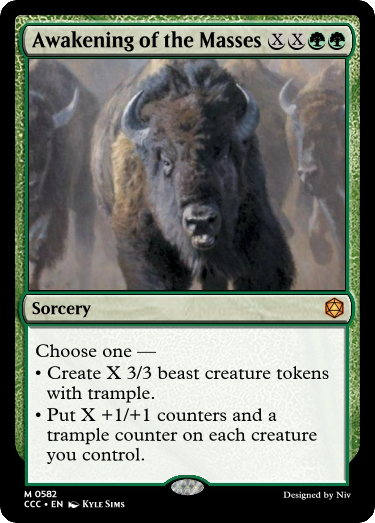 Awakening of the Masses X X
Sorcery
Choose one —
• Create X 3/3 beast creature tokens
with trample.
• Put X +1/+1 counters and a
trample counter on each creature
you control.
M 0582
CCC • EN Kyle Sims
Designed by Niv